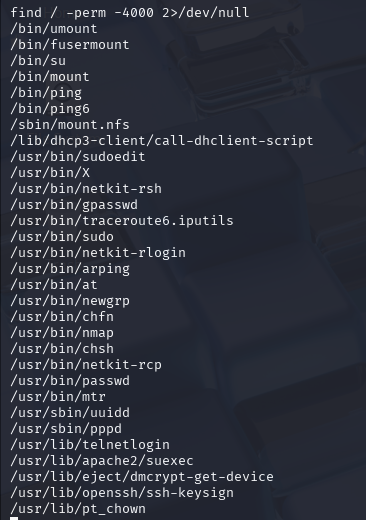 find / -perm -4000 2>/dev/null
/bin/umount
/bin/fusermount
/bin/su
/bin/mount
/bin/ping
/bin/ping6
/sbin/mount.nfs
/lib/dhcp3-client/call-dhclient-script
/usr/bin/sudoedit
/usr/bin/X
/usr/bin/netkit-rsh
/usr/bin/gpasswd
/usr/bin/traceroute6.iputils
/usr/bin/sudo
/usr/bin/netkit-rlogin
/usr/bin/arping
/usr/bin/at
/usr/bin/newgrp
/usr/bin/chfn
/usr/bin/nmap
/usr/bin/chsh
/usr/bin/netkit-rcp
/usr/bin/passwd
/usr/bin/mtr
/usr/sbin/uuidd
/usr/sbin/pppd
/usr/lib/telnetlogin
/usr/lib/apache2/suexec
/usr/lib/eject/dmcrypt-get-device
/usr/lib/openssh/ssh-keysign
/usr/lib/pt_chown